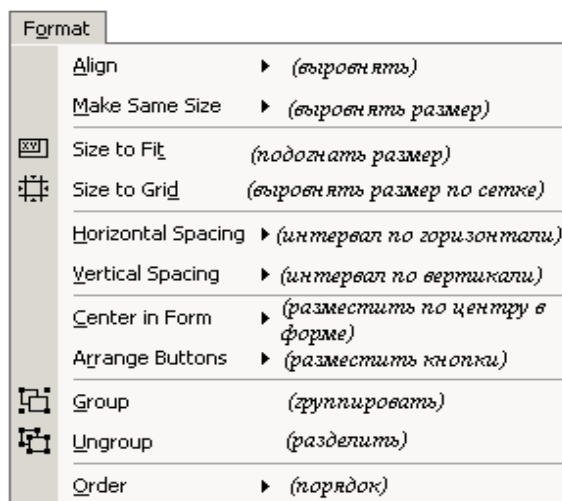 Format
Align (выровнять)
Make Same Size (выровнять размер)
Size to Fit (подогнать размер)
Size to Grid (выровнять размер по сетке)
Horizontal Spacing (интервал по горизонтали)
Vertical Spacing (интервал по вертикали)
Center in Form (разместить по центру в
форме)
Arrange Buttons (разместить кнопки)
Group (группировать)
Ungroup (разделить)
Order (порядок)